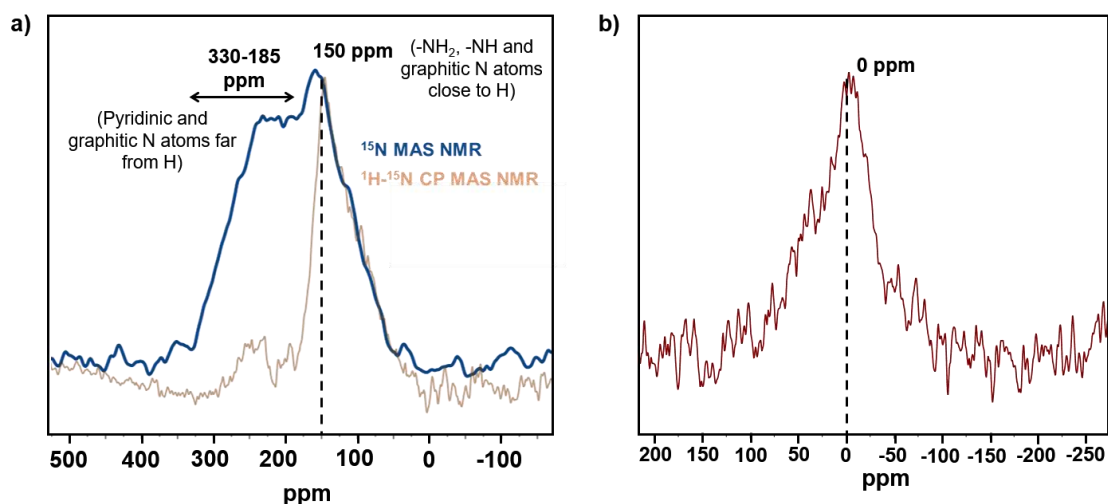 a)
330-185
ppm
150 ppm
(-NH₂, -NH and
graphitic N atoms
close to H)
(Pyridinic and
graphitic N atoms far
from H)
¹⁵N MAS NMR
¹H-¹⁵N CP MAS NMR
500 400 300 200 100 0 -100
ppm
b)
0 ppm
200 150 100 50 0 -50 -100 -150 -200 -250
ppm